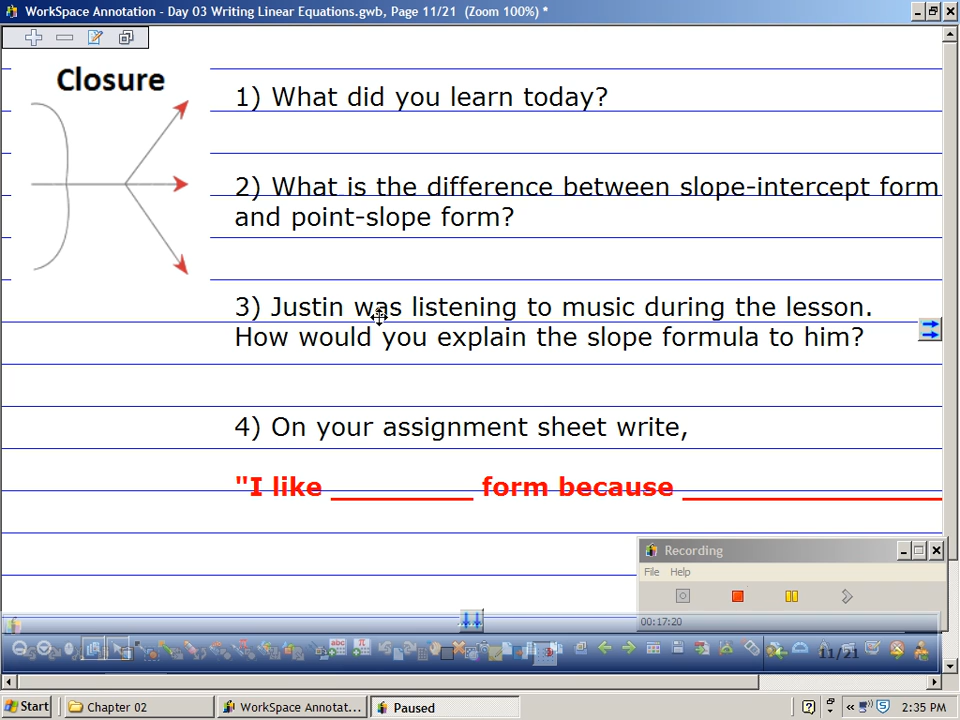 WorkSpace Annotation - Day 03 Writing Linear Equations.gwb, Page 11/21 (Zoom 100%) *
Closure
1) What did you learn today?
2) What is the difference between slope-intercept form
and point-slope form?
3) Justin was listening to music during the lesson.
How would you explain the slope formula to him?
4) On your assignment sheet write,
"I like ________ form because ________________
Recording
File Help
00:17:20
11/21
Start
Chapter 02
WorkSpace Annotat...
Paused
2:35 PM